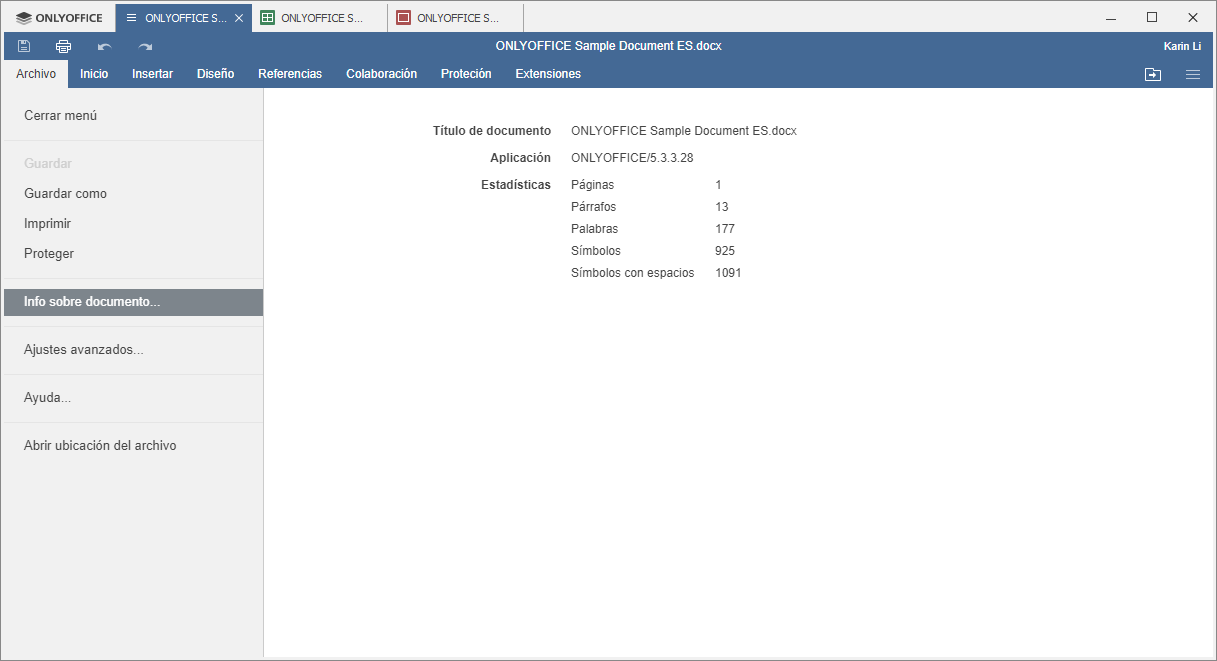 ONLYOFFICE
ONLYOFFICE S...
ONLYOFFICE S...
ONLYOFFICE S...
ONLYOFFICE Sample Document ES.docx
Karin Li
Archivo Inicio Insertar Diseño Referencias Colaboración Proteción Extensiones
Cerrar menú
Guardar
Guardar como
Imprimir
Proteger
Info sobre documento...
Ajustes avanzados...
Ayuda...
Abrir ubicación del archivo
Título de documento ONLYOFFICE Sample Document ES.docx
Aplicación ONLYOFFICE/5.3.3.28
Estadísticas Páginas 1
Párrafos 13
Palabras 177
Símbolos 925
Símbolos con espacios 1091